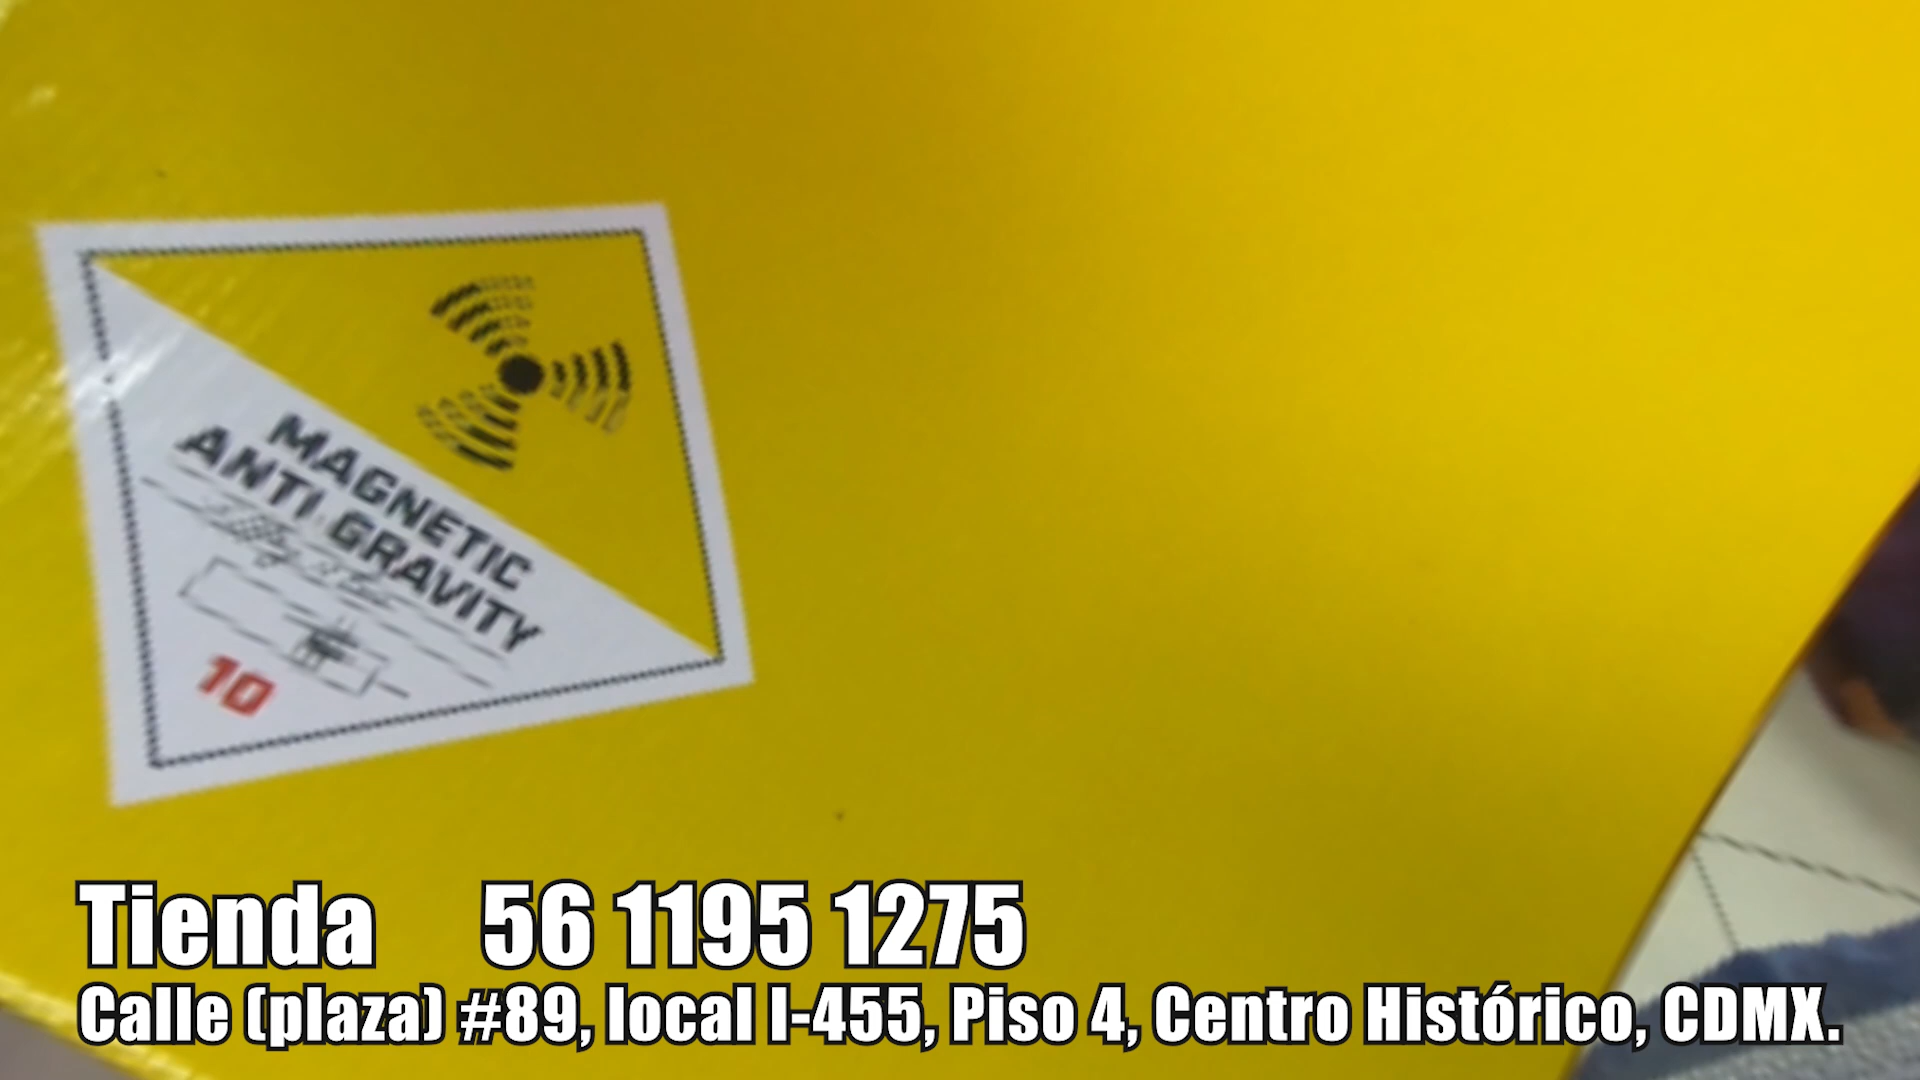 MAGNETIC
ANTI GRAVITY
10
Tienda 56 1195 1275
Calle (plaza) #89, local I-455, Piso 4, Centro Histórico, CDMX.